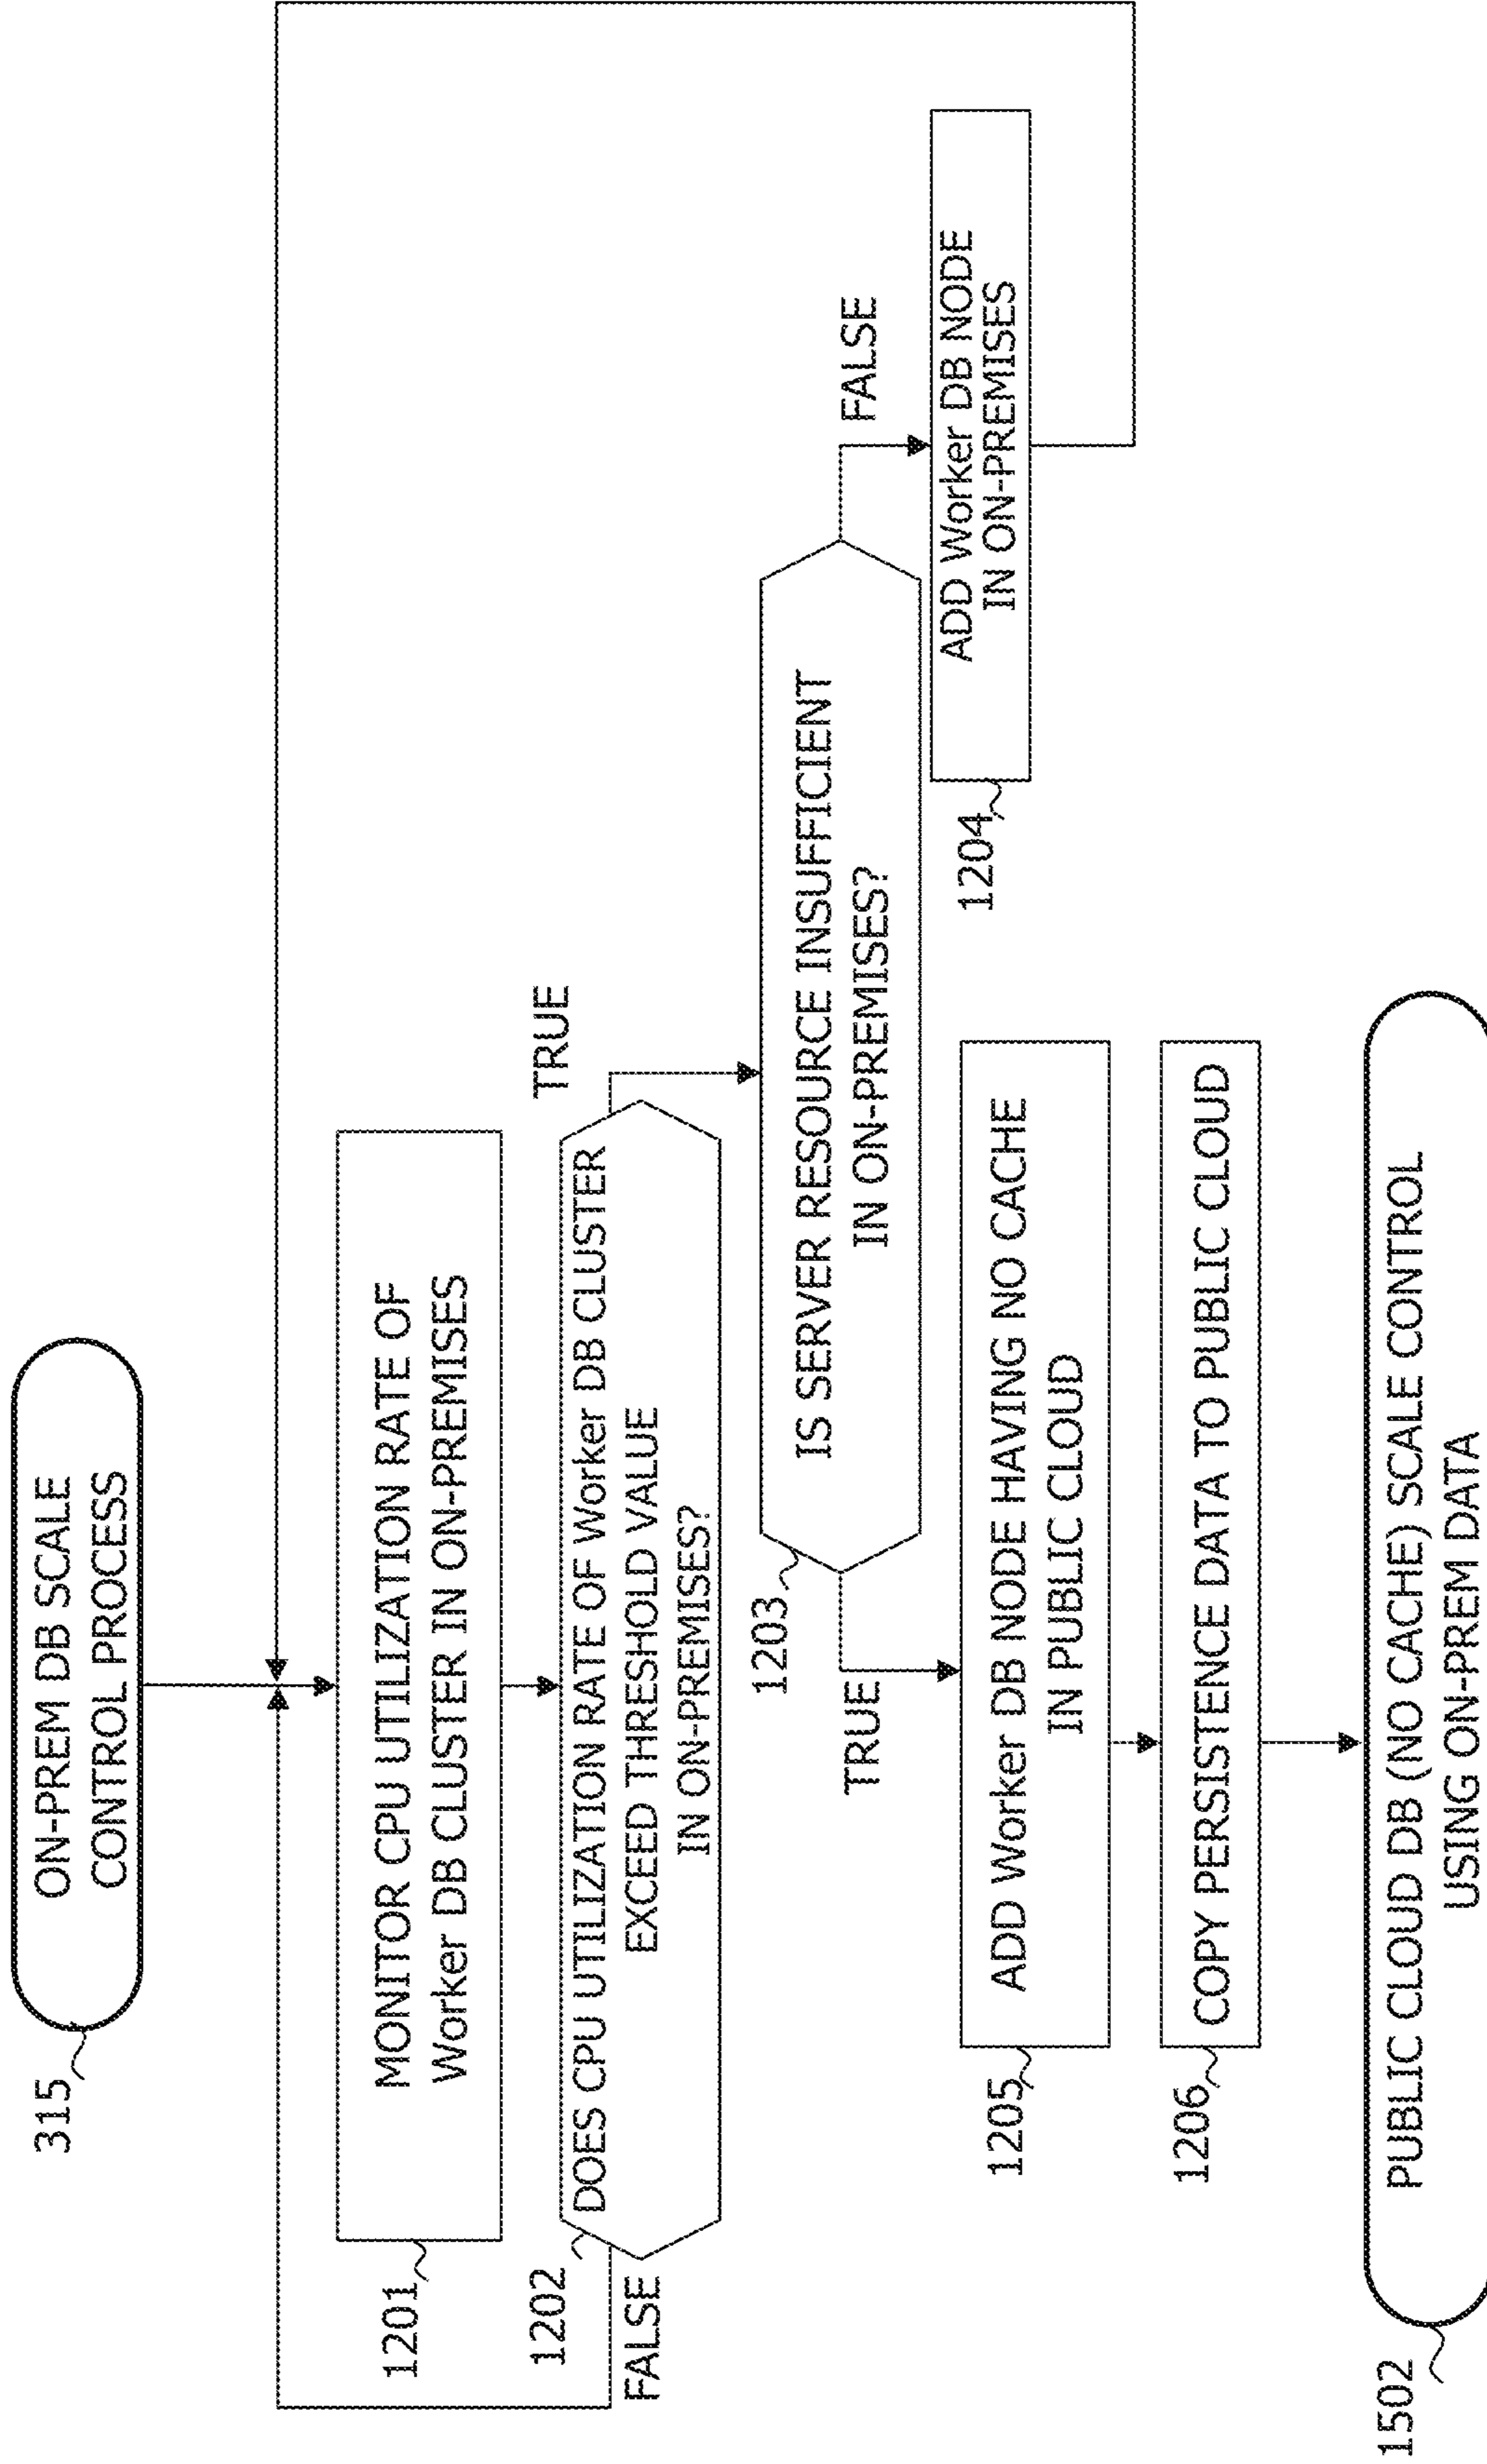 315
ON-PREM DB SCALE
CONTROL PROCESS
1201
MONITOR CPU UTILIZATION RATE OF
Worker DB CLUSTER IN ON-PREMISES
1202
DOES CPU UTILIZATION RATE OF Worker DB CLUSTER
EXCEED THRESHOLD VALUE
IN ON-PREMISES?
FALSE
TRUE
1203
IS SERVER RESOURCE INSUFFICIENT
IN ON-PREMISES?
TRUE
FALSE
1204
ADD Worker DB NODE
IN ON-PREMISES
1205
ADD Worker DB NODE HAVING NO CACHE
IN PUBLIC CLOUD
1206
COPY PERSISTENCE DATA TO PUBLIC CLOUD
1502
PUBLIC CLOUD DB (NO CACHE) SCALE CONTROL
USING ON-PREM DATA